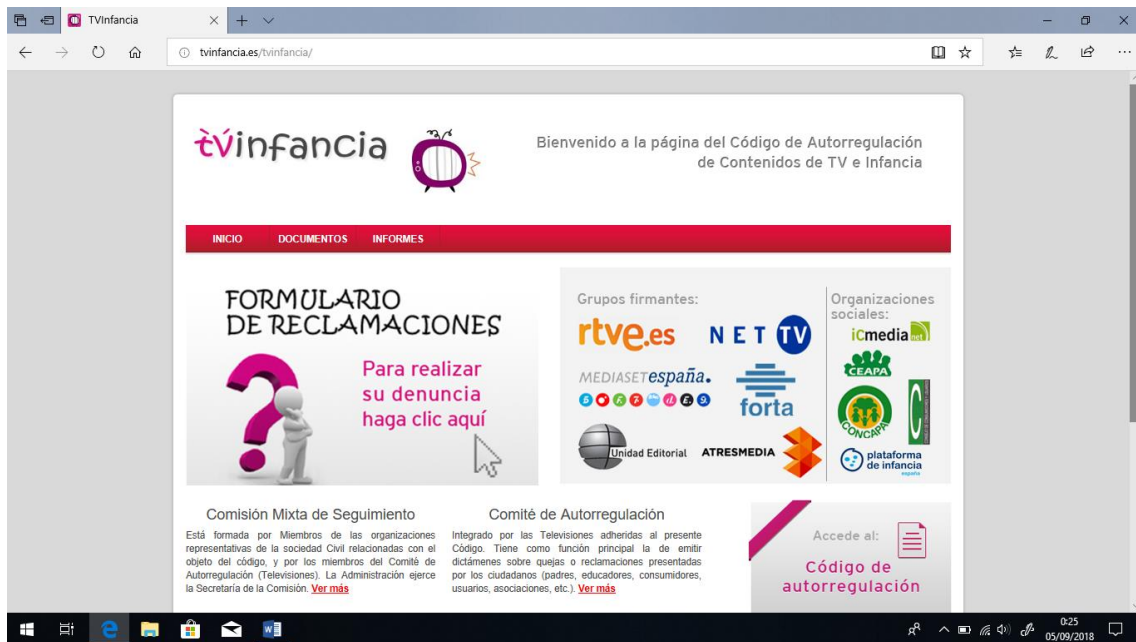 TVInfancia
tvinfancia.es/tvinfancia/
tvinfancia
Bienvenido a la página del Código de Autorregulación
de Contenidos de TV e Infancia
INICIO DOCUMENTOS INFORMES
FORMULARIO
DE RECLAMACIONES
Para realizar
su denuncia
haga clic aquí
Grupos firmantes:
rtve.es NET TV
MEDIASETespaña.
forta
Unidad Editorial ATRESMEDIA
Organizaciones
sociales:
iCmedia net
CEAPA
CONCAPA
plataforma
de infancia
españa
Comisión Mixta de Seguimiento
Está formada por Miembros de las organizaciones
representativas de la sociedad Civil relacionadas con el
objeto del código, y por los miembros del Comité de
Autorregulación (Televisiones). La Administración ejerce
la Secretaría de la Comisión. Ver más
Comité de Autorregulación
Integrado por las Televisiones adheridas al presente
Código. Tiene como función principal la de emitir
dictámenes sobre quejas o reclamaciones presentadas
por los ciudadanos (padres, educadores, consumidores,
usuarios, asociaciones, etc.). Ver más
Accede al:
Código de
autorregulación
0:25
05/09/2018